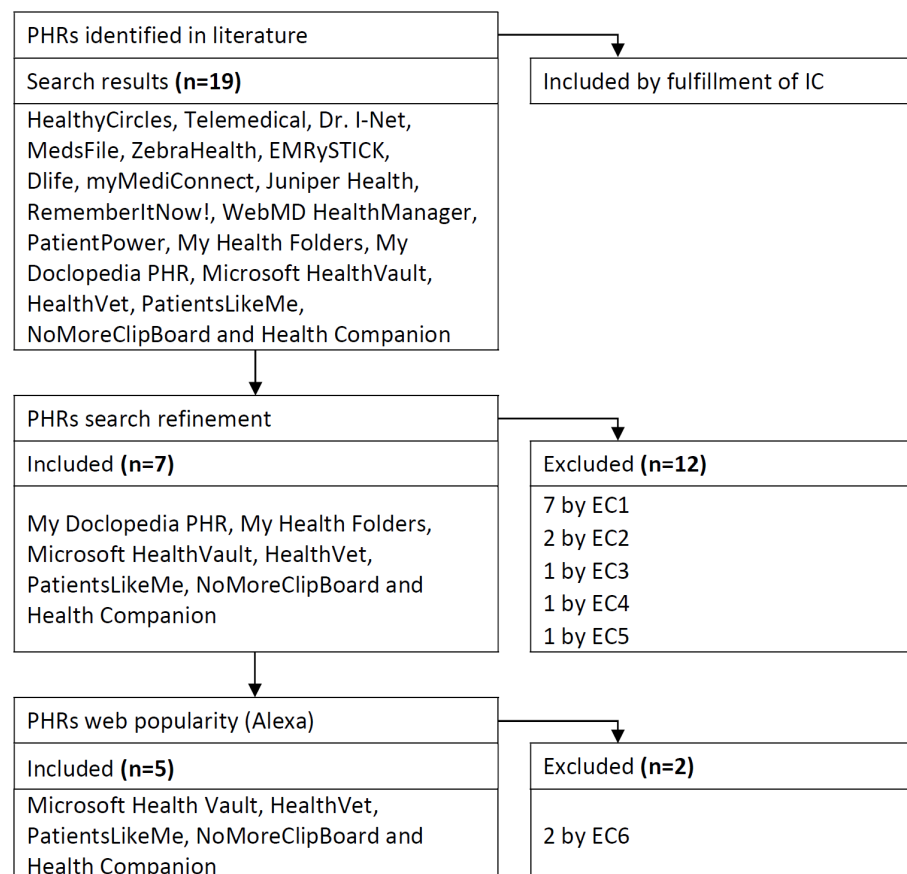 PHRs identified in literature
Search results (n=19)
HealthyCircles, Telemedical, Dr. I-Net,
MedsFile, ZebraHealth, EMRySTICK,
Dlife, myMediConnect, Juniper Health,
RememberItNow!, WebMD HealthManager,
PatientPower, My Health Folders, My
Doclopedia PHR, Microsoft HealthVault,
HealthVet, PatientsLikeMe,
NoMoreClipBoard and Health Companion
Included by fulfillment of IC
PHRs search refinement
Included (n=7)
My Doclopedia PHR, My Health Folders,
Microsoft HealthVault, HealthVet,
PatientsLikeMe, NoMoreClipBoard and
Health Companion
Excluded (n=12)
7 by EC1
2 by EC2
1 by EC3
1 by EC4
1 by EC5
PHRs web popularity (Alexa)
Included (n=5)
Microsoft Health Vault, HealthVet,
PatientsLikeMe, NoMoreClipBoard and
Health Companion
Excluded (n=2)
2 by EC6